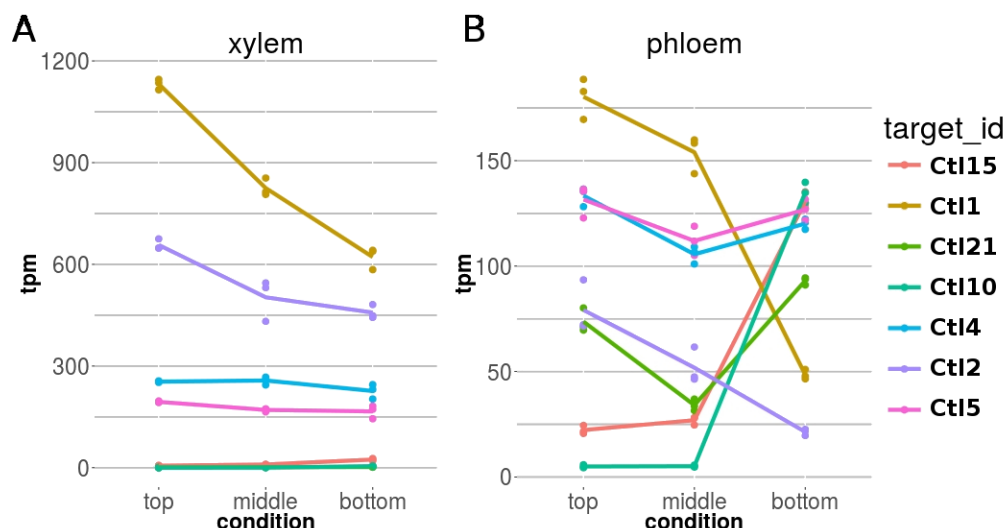 A
xylem
1200
900
600
300
0
tpm
top middle bottom
condition
B
phloem
150
100
50
0
tpm
top middle bottom
condition
target_id
Ctl15
Ctl1
Ctl21
Ctl10
Ctl4
Ctl2
Ctl5